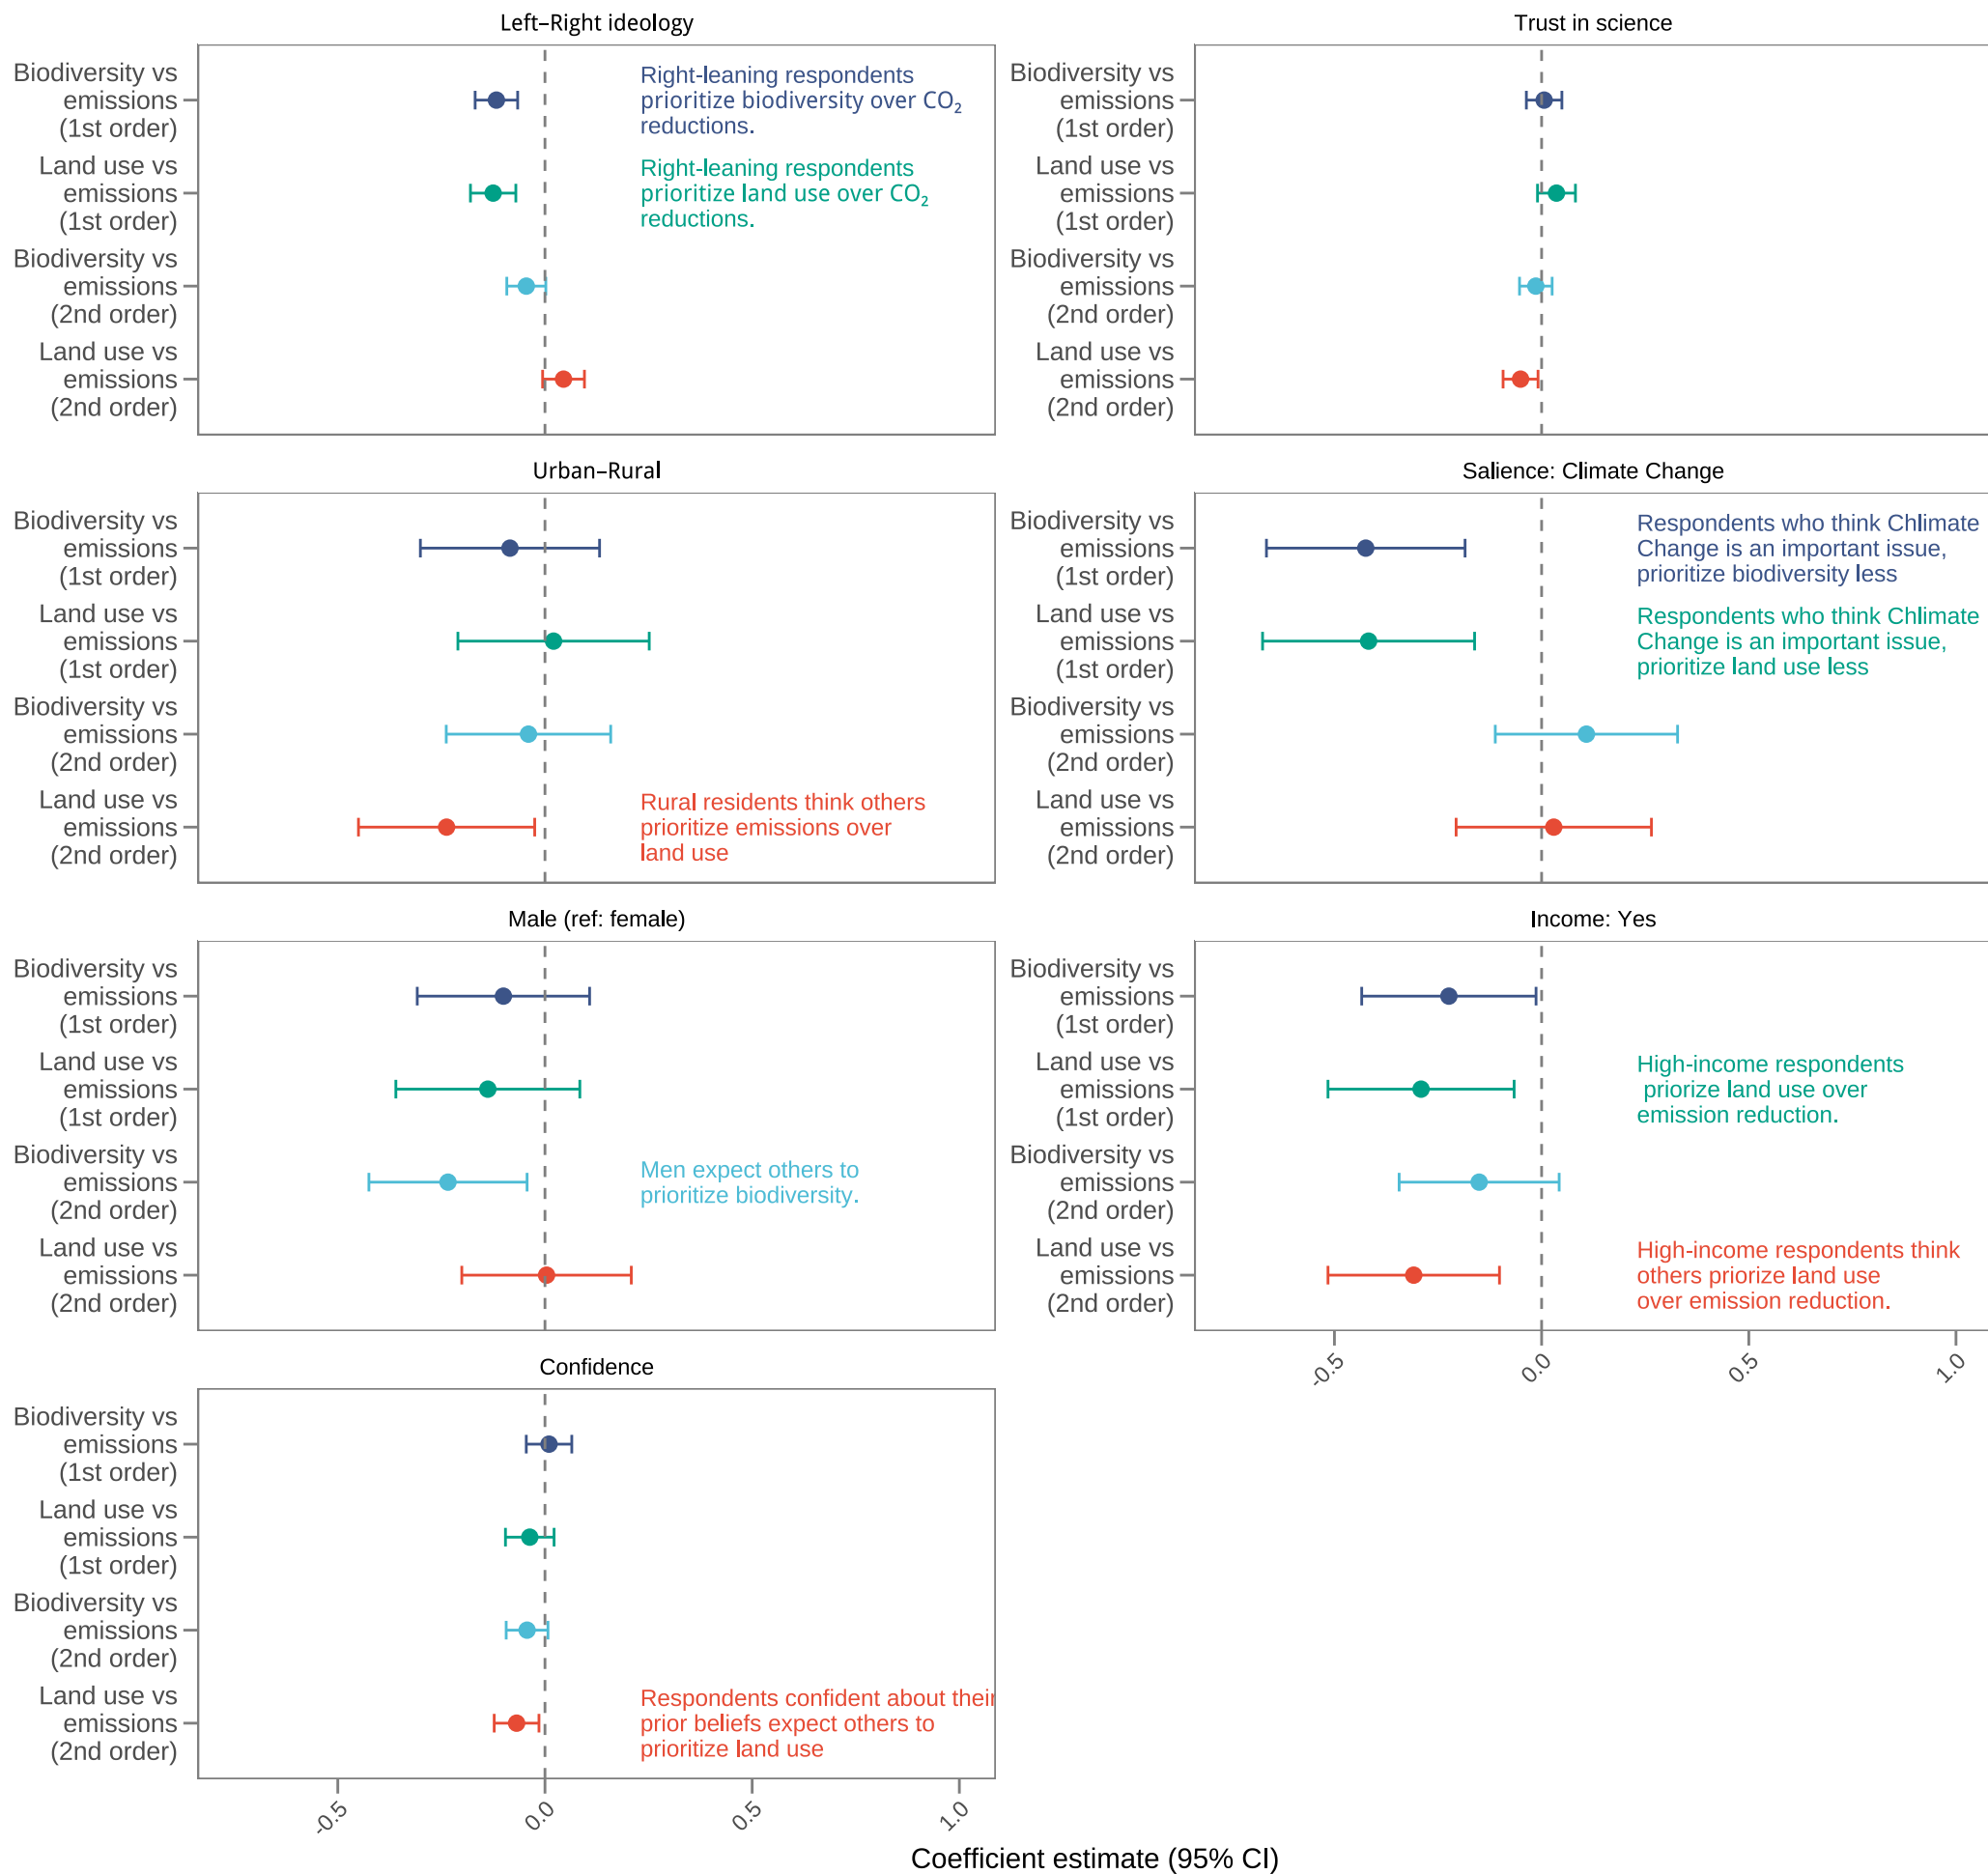 Left–Right ideology
Biodiversity vs
emissions
(1st order)
Land use vs
emissions
(1st order)
Biodiversity vs
emissions
(2nd order)
Land use vs
emissions
(2nd order)
Right-leaning respondents
prioritize biodiversity over CO₂
reductions.
Right-leaning respondents
prioritize land use over CO₂
reductions.
Trust in science
Biodiversity vs
emissions
(1st order)
Land use vs
emissions
(1st order)
Biodiversity vs
emissions
(2nd order)
Land use vs
emissions
(2nd order)
Urban–Rural
Biodiversity vs
emissions
(1st order)
Land use vs
emissions
(1st order)
Biodiversity vs
emissions
(2nd order)
Land use vs
emissions
(2nd order)
Rural residents think others
prioritize emissions over
land use
Salience: Climate Change
Biodiversity vs
emissions
(1st order)
Land use vs
emissions
(1st order)
Biodiversity vs
emissions
(2nd order)
Land use vs
emissions
(2nd order)
Respondents who think Chlimate
Change is an important issue,
prioritize biodiversity less
Respondents who think Chlimate
Change is an important issue,
prioritize land use less
Male (ref: female)
Biodiversity vs
emissions
(1st order)
Land use vs
emissions
(1st order)
Biodiversity vs
emissions
(2nd order)
Land use vs
emissions
(2nd order)
Men expect others to
prioritize biodiversity.
Income: Yes
Biodiversity vs
emissions
(1st order)
Land use vs
emissions
(1st order)
Biodiversity vs
emissions
(2nd order)
Land use vs
emissions
(2nd order)
High-income respondents
priorize land use over
emission reduction.
High-income respondents think
others priorize land use
over emission reduction.
-0.5 0.0 0.5 1.0
Confidence
Biodiversity vs
emissions
(1st order)
Land use vs
emissions
(1st order)
Biodiversity vs
emissions
(2nd order)
Land use vs
emissions
(2nd order)
Respondents confident about their
prior beliefs expect others to
prioritize land use
-0.5 0.0 0.5 1.0
Coefficient estimate (95% CI)